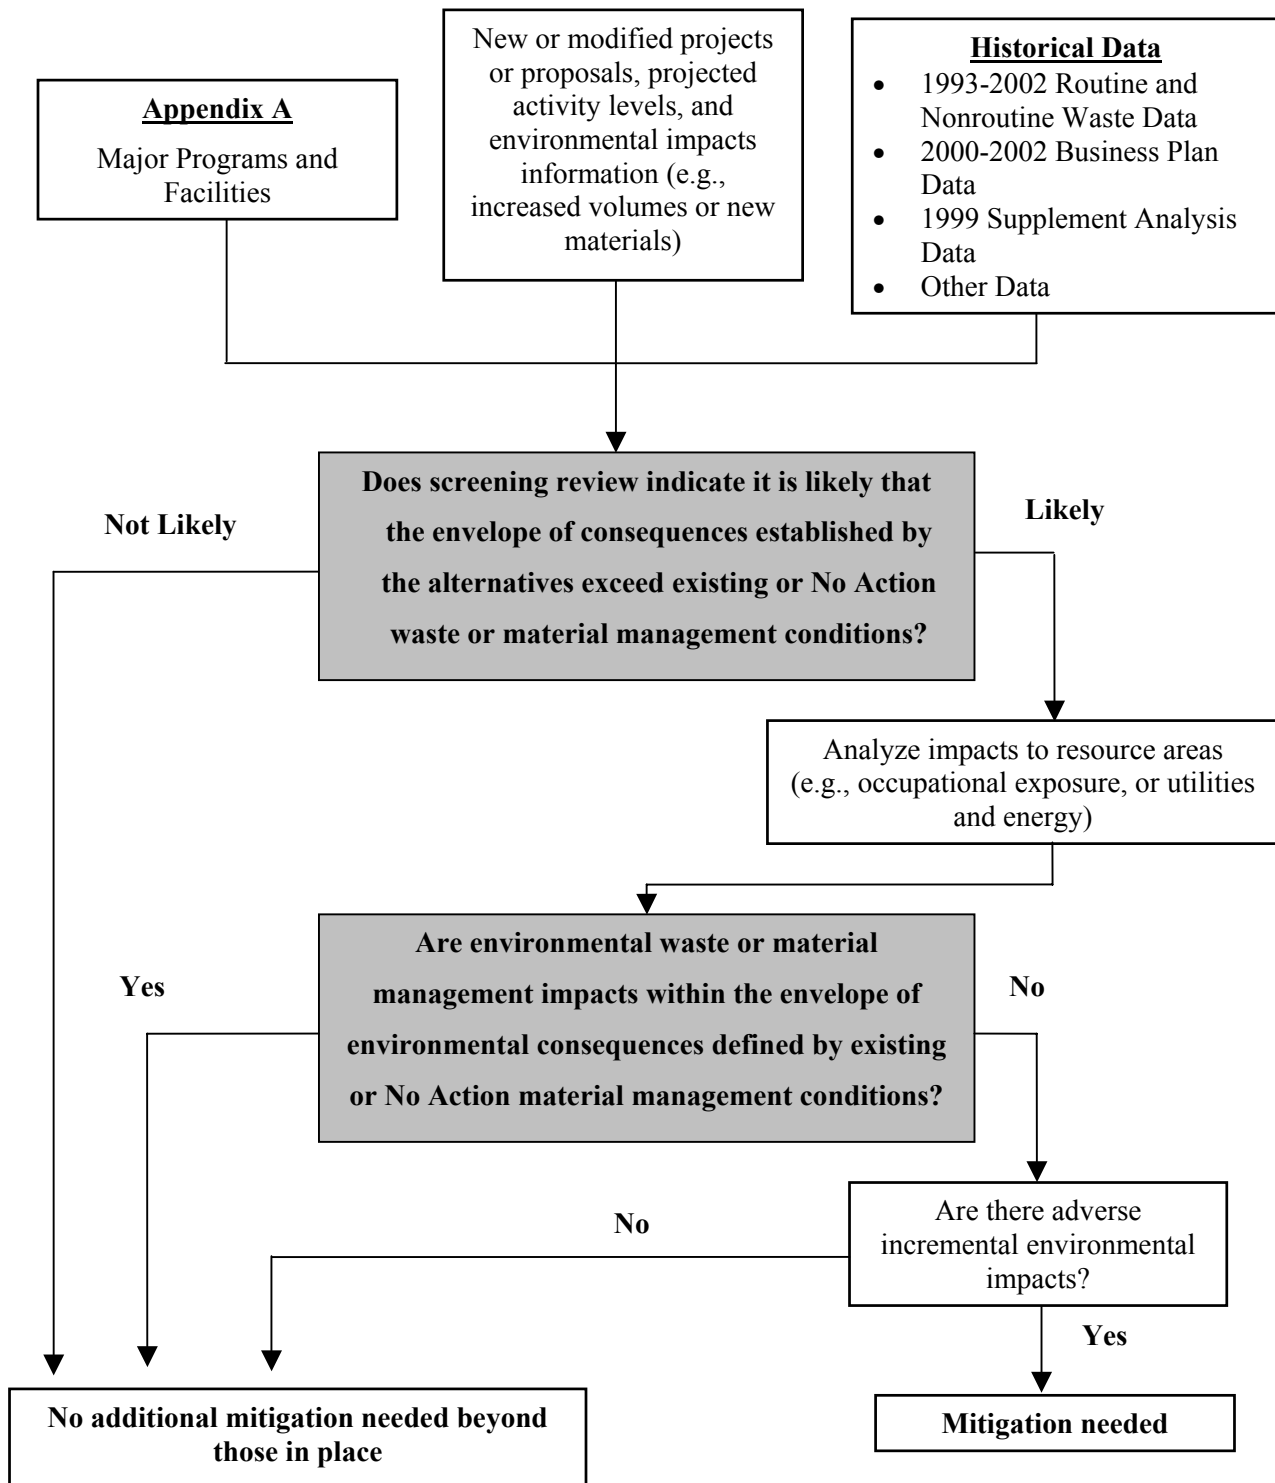 Appendix A
Major Programs and
Facilities
New or modified projects
or proposals, projected
activity levels, and
environmental impacts
information (e.g.,
increased volumes or new
materials)
Historical Data
• 1993-2002 Routine and
Nonroutine Waste Data
• 2000-2002 Business Plan
Data
• 1999 Supplement Analysis
Data
• Other Data
Does screening review indicate it is likely that
the envelope of consequences established by
the alternatives exceed existing or No Action
waste or material management conditions?
Not Likely
Likely
Analyze impacts to resource areas
(e.g., occupational exposure, or utilities
and energy)
Are environmental waste or material
management impacts within the envelope of
environmental consequences defined by existing
or No Action material management conditions?
Yes
No
Are there adverse
incremental environmental
impacts?
No
Yes
No additional mitigation needed beyond
those in place
Mitigation needed